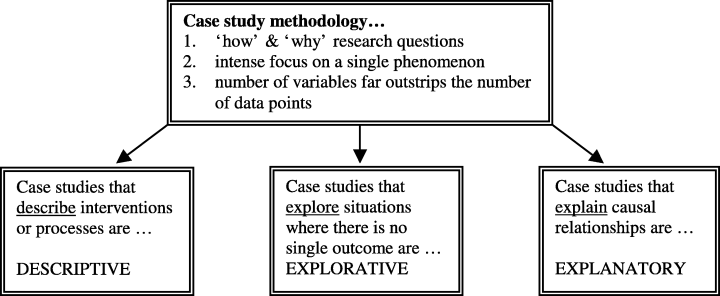 Case study methodology…
1. ‘how’ & ‘why’ research questions
2. intense focus on a single phenomenon
3. number of variables far outstrips the number
of data points
Case studies that
describe interventions
or processes are …
DESCRIPTIVE
Case studies that
explore situations
where there is no
single outcome are …
EXPLORATIVE
Case studies that
explain causal
relationships are …
EXPLANATORY